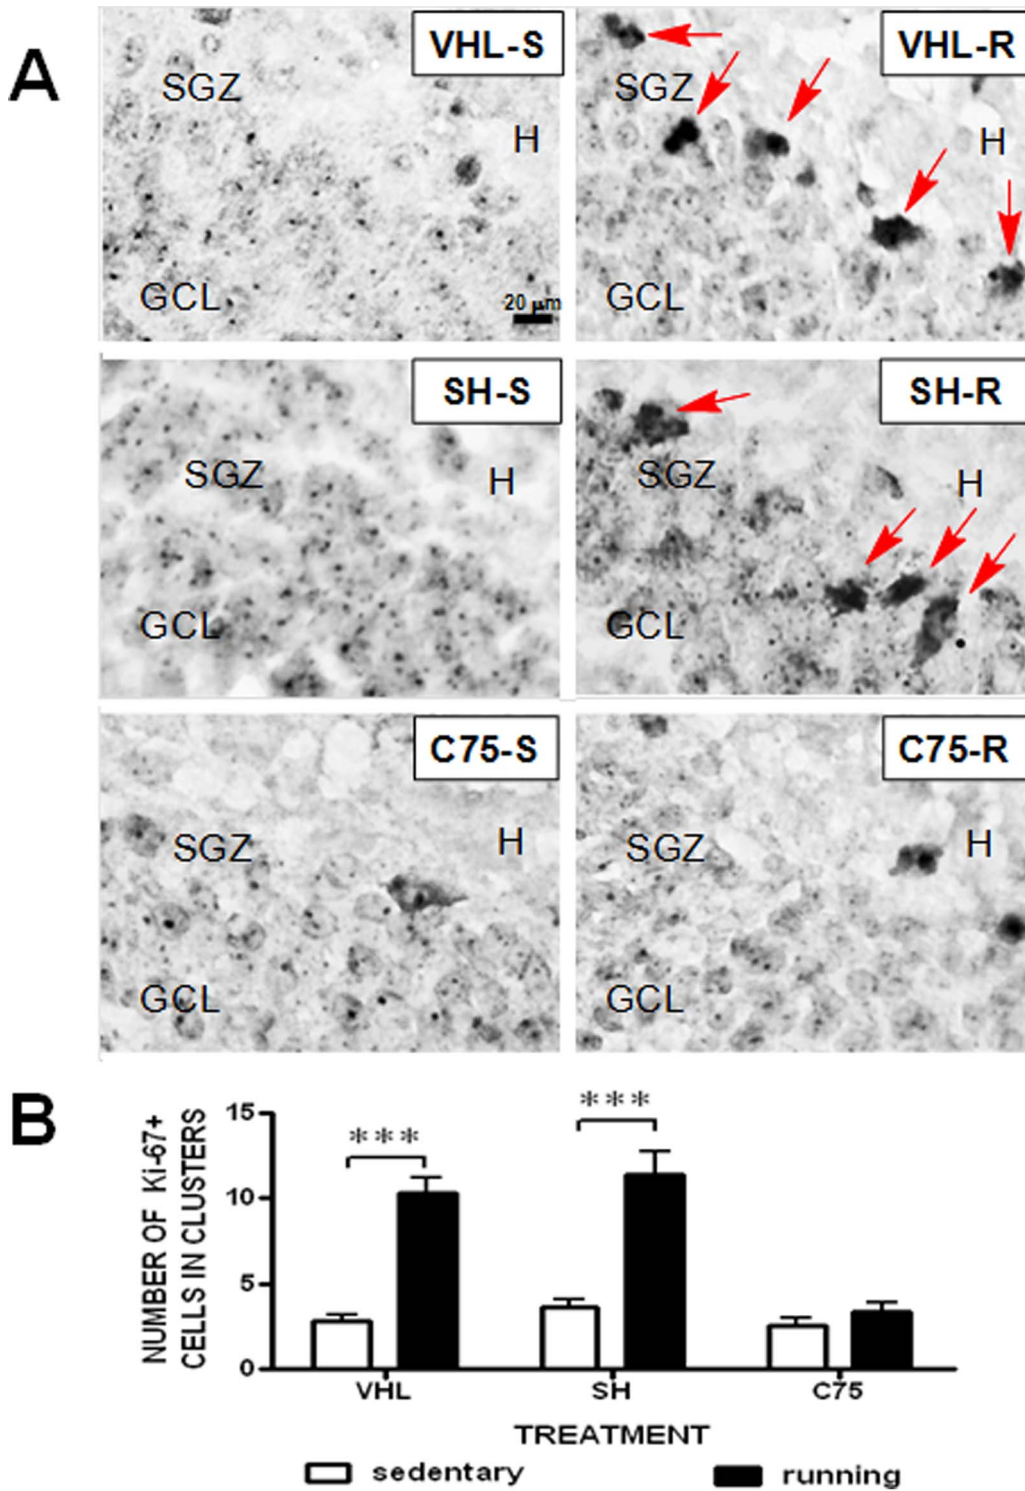 A
VHL-S
SGZ
H
GCL
20 µm
VHL-R
SGZ
H
GCL
SH-S
SGZ
H
GCL
SH-R
SGZ
H
GCL
C75-S
SGZ
H
GCL
C75-R
SGZ
H
GCL
B
NUMBER OF Ki-67+
CELLS IN CLUSTERS
15
10
5
0
***
***
VHL SH C75
TREATMENT
sedentary running